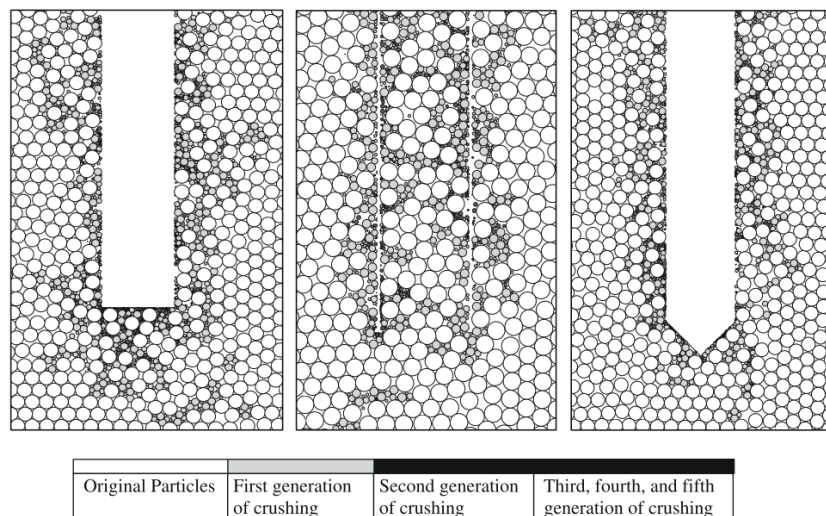 Original Particles
First generation
of crushing
Second generation
of crushing
Third, fourth, and fifth
generation of crushing